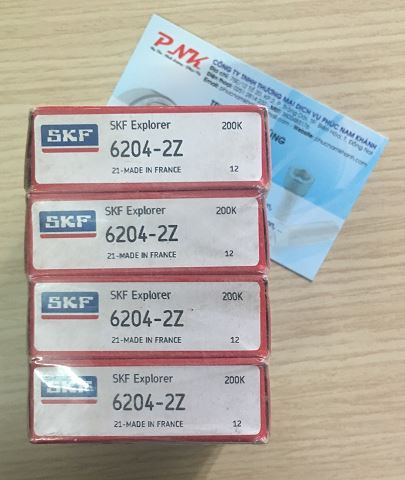 PNK
CÔNG TY TNHH THƯƠNG MẠI DỊCH VỤ PHÚC NAM KHÁNH
SKF
SKF Explorer
200K
6204-2Z
21-MADE IN FRANCE
12
SKF
SKF Explorer
200K
6204-2Z
21-MADE IN FRANCE
12
SKF
SKF Explorer
200K
6204-2Z
21-MADE IN FRANCE
12
SKF
SKF Explorer
200K
6204-2Z
21-MADE IN FRANCE
12